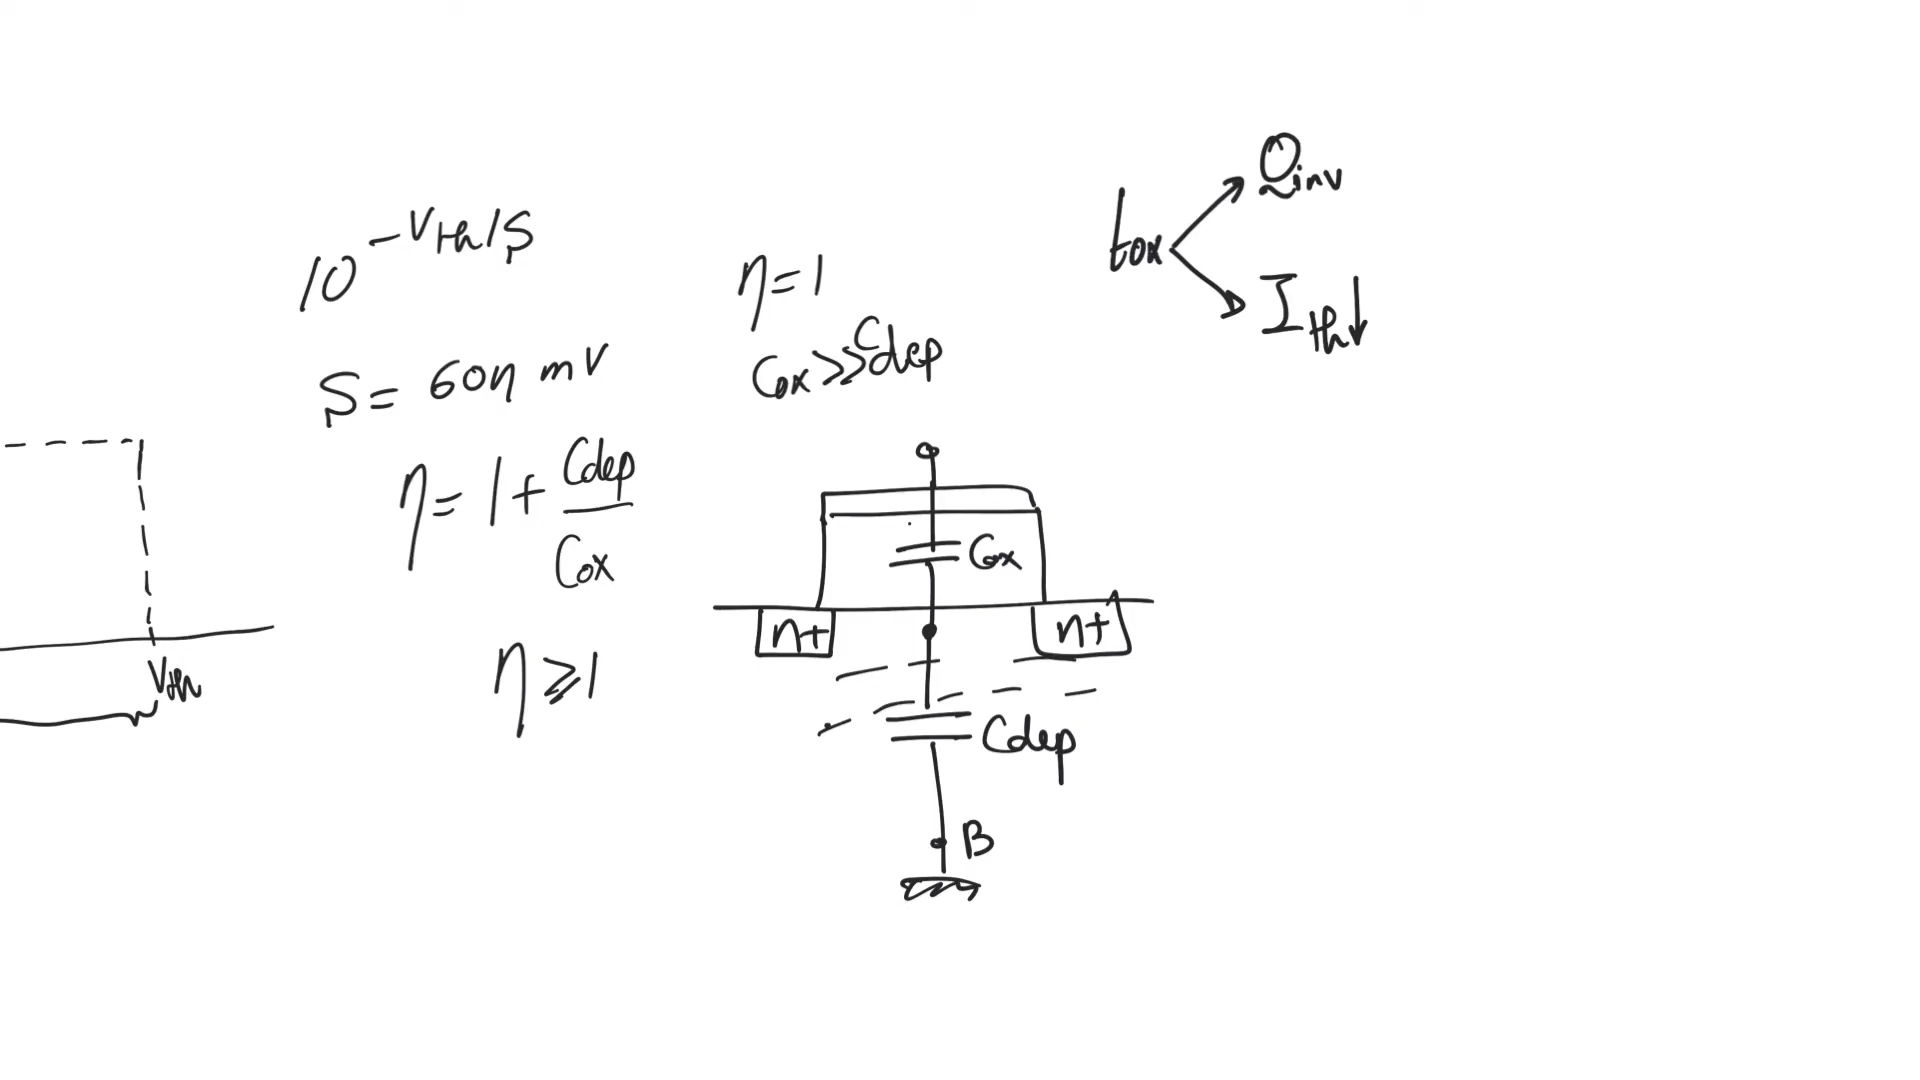 10^{-Vth/S}
S = 60η mV
η = 1 + Cdep/Cox
η ≥ 1
Vth
η = 1
Cox >> Cdep
Cox
n+ n+
Cdep
B
tox
Qinv
Ith↓